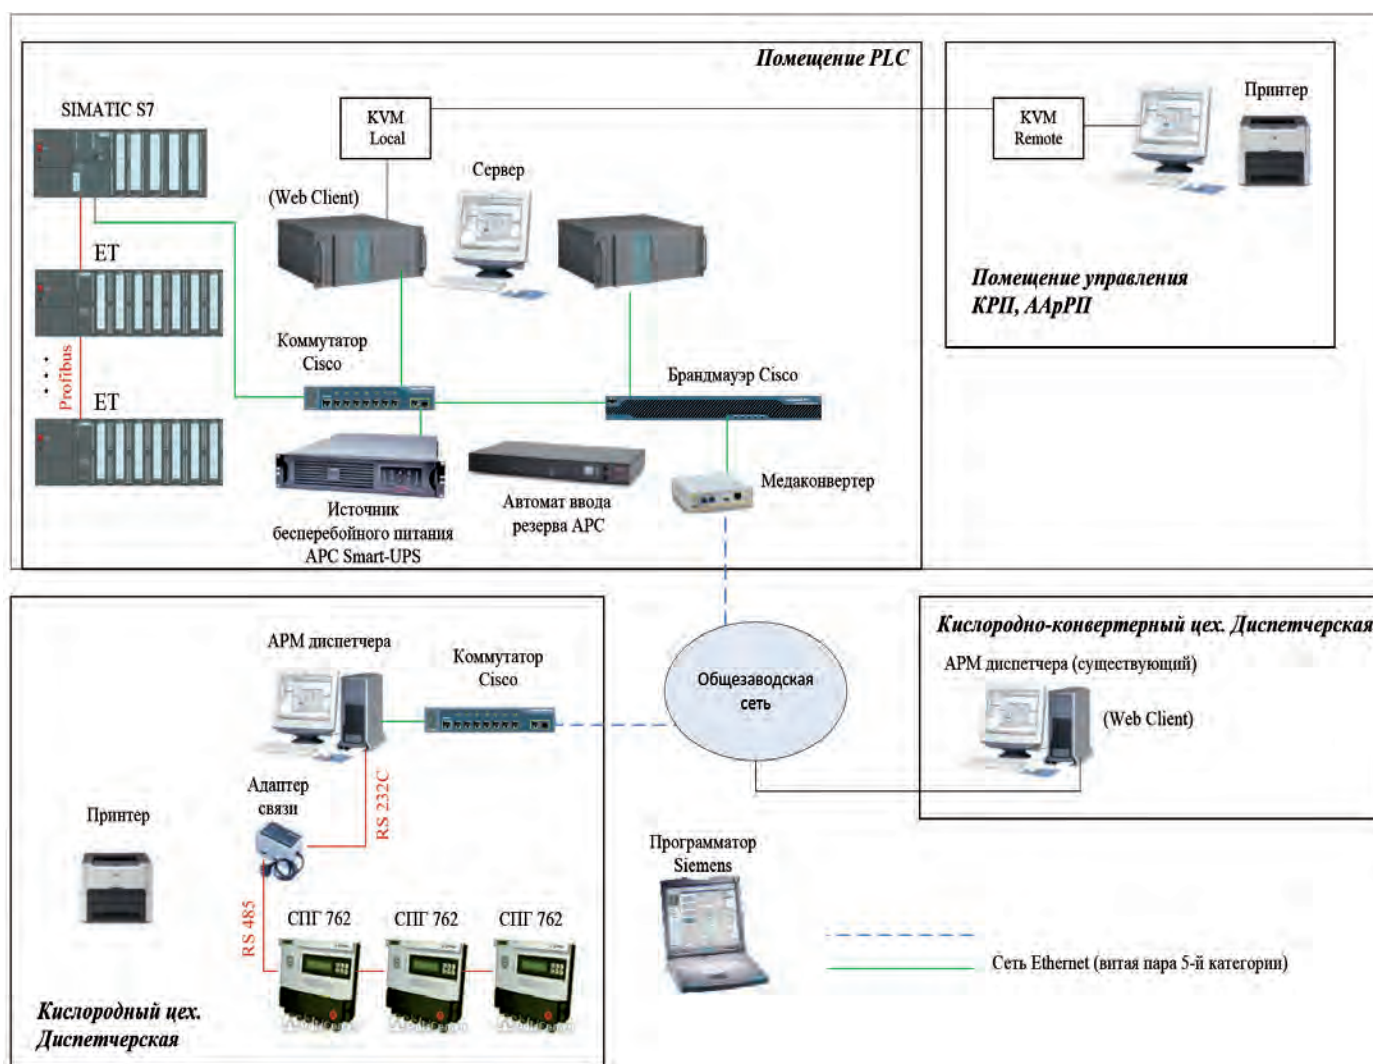 Помещение PLC
SIMATIC S7
KVM
Local
KVM
Remote
Принтер
Сервер
(Web Client)
ET
Помещение управления
КРП, ААрРП
Коммутатор
Cisco
Брандмауэр Cisco
Profibus
ET
Медаконвертер
Источник
бесперебойного питания
APC Smart-UPS
Автомат ввода
резерва APC
Кислородно-конвертерный цех. Диспетчерская
АРМ диспетчера (существующий)
(Web Client)
Общезаводская
сеть
АРМ диспетчера
Коммутатор
Cisco
Адаптер
связи
RS 232C
Принтер
Программатор
Siemens
RS 485
СПГ 762
СПГ 762
СПГ 762
Сеть Ethernet (витая пара 5-й категории)
Кислородный цех.
Диспетчерская